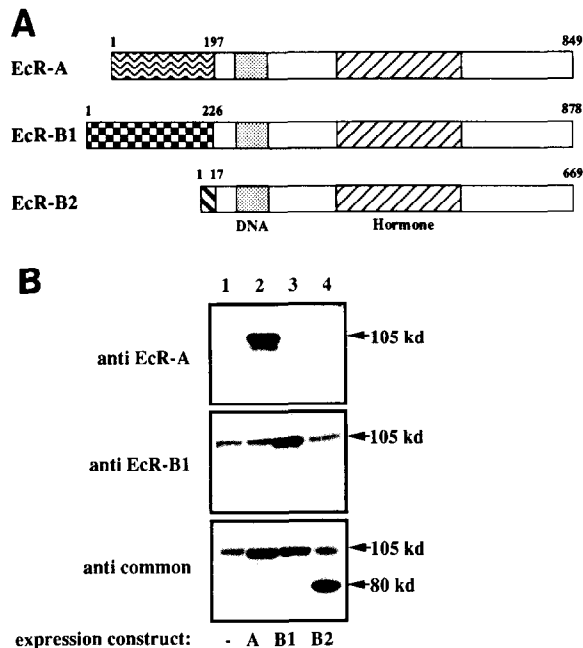 A
1 197 849
EcR-A
1 226 878
EcR-B1
1 17 669
EcR-B2
DNA Hormone
B
1 2 3 4
anti EcR-A
105 kd
anti EcR-B1
105 kd
anti common
105 kd
80 kd
expression construct: - A B1 B2